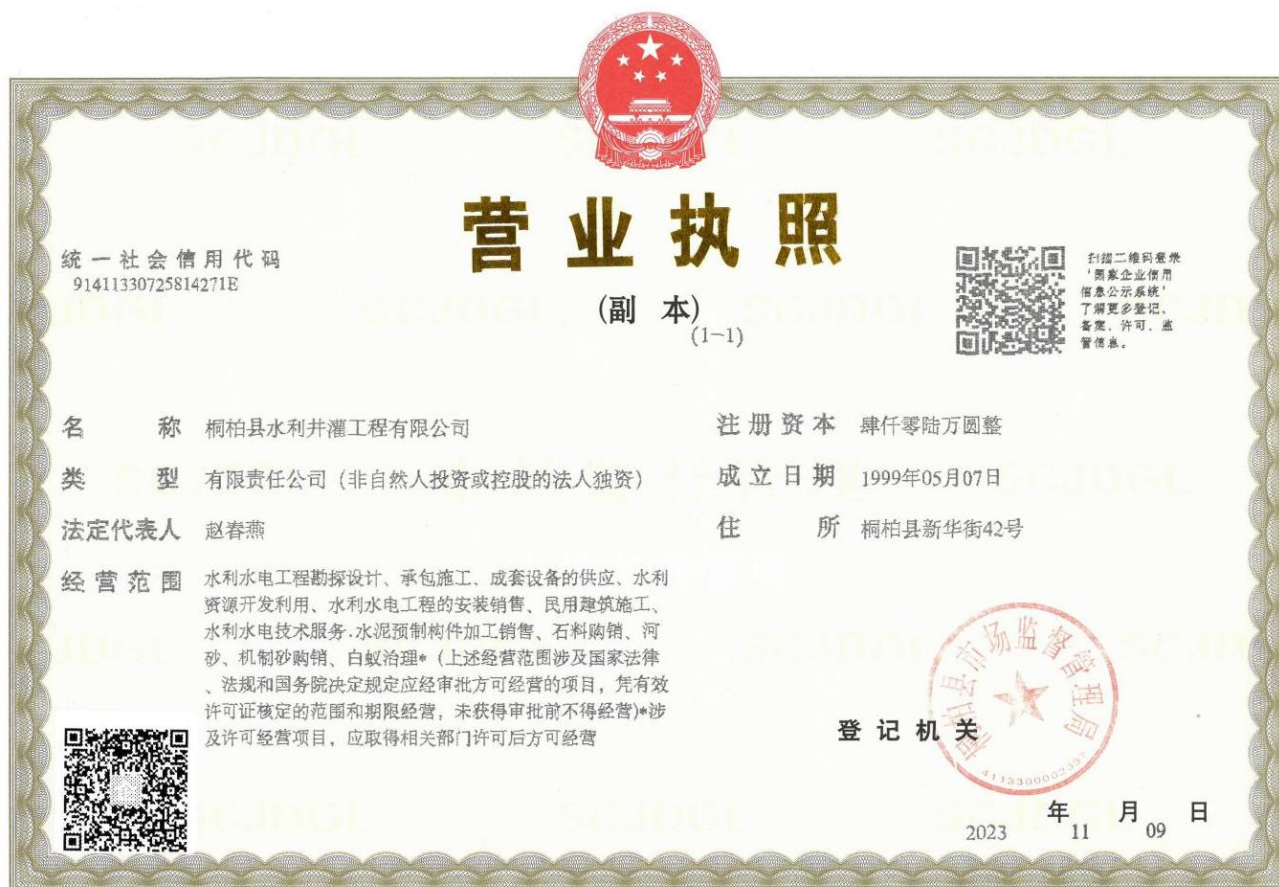 营业执照
(副 本)
(1-1)
统一社会信用代码
91411330725814271E
扫描二维码登录
‘国家企业信用
信息公示系统’
了解更多登记、
备案、许可、监
管信息。
名 称 桐柏县水利井灌工程有限公司
类 型 有限责任公司（非自然人投资或控股的法人独资）
法定代表人 赵春燕
经营范围 水利水电工程勘探设计、承包施工、成套设备的供应、水利
资源开发利用、水利水电工程的安装销售、民用建筑施工、
水利水电技术服务.水泥预制构件加工销售、石料购销、河
砂、机制砂购销、白蚁治理*（上述经营范围涉及国家法律
、法规和国务院决定规定应经审批方可经营的项目，凭有效
许可证核定的范围和期限经营，未获得审批前不得经营)*涉
及许可经营项目，应取得相关部门许可后方可经营
注册资本 肆仟零陆万圆整
成立日期 1999年05月07日
住 所 桐柏县新华街42号
登记机关
桐柏县市场监督管理局
2023 年 11 月 09 日
SCJDGL